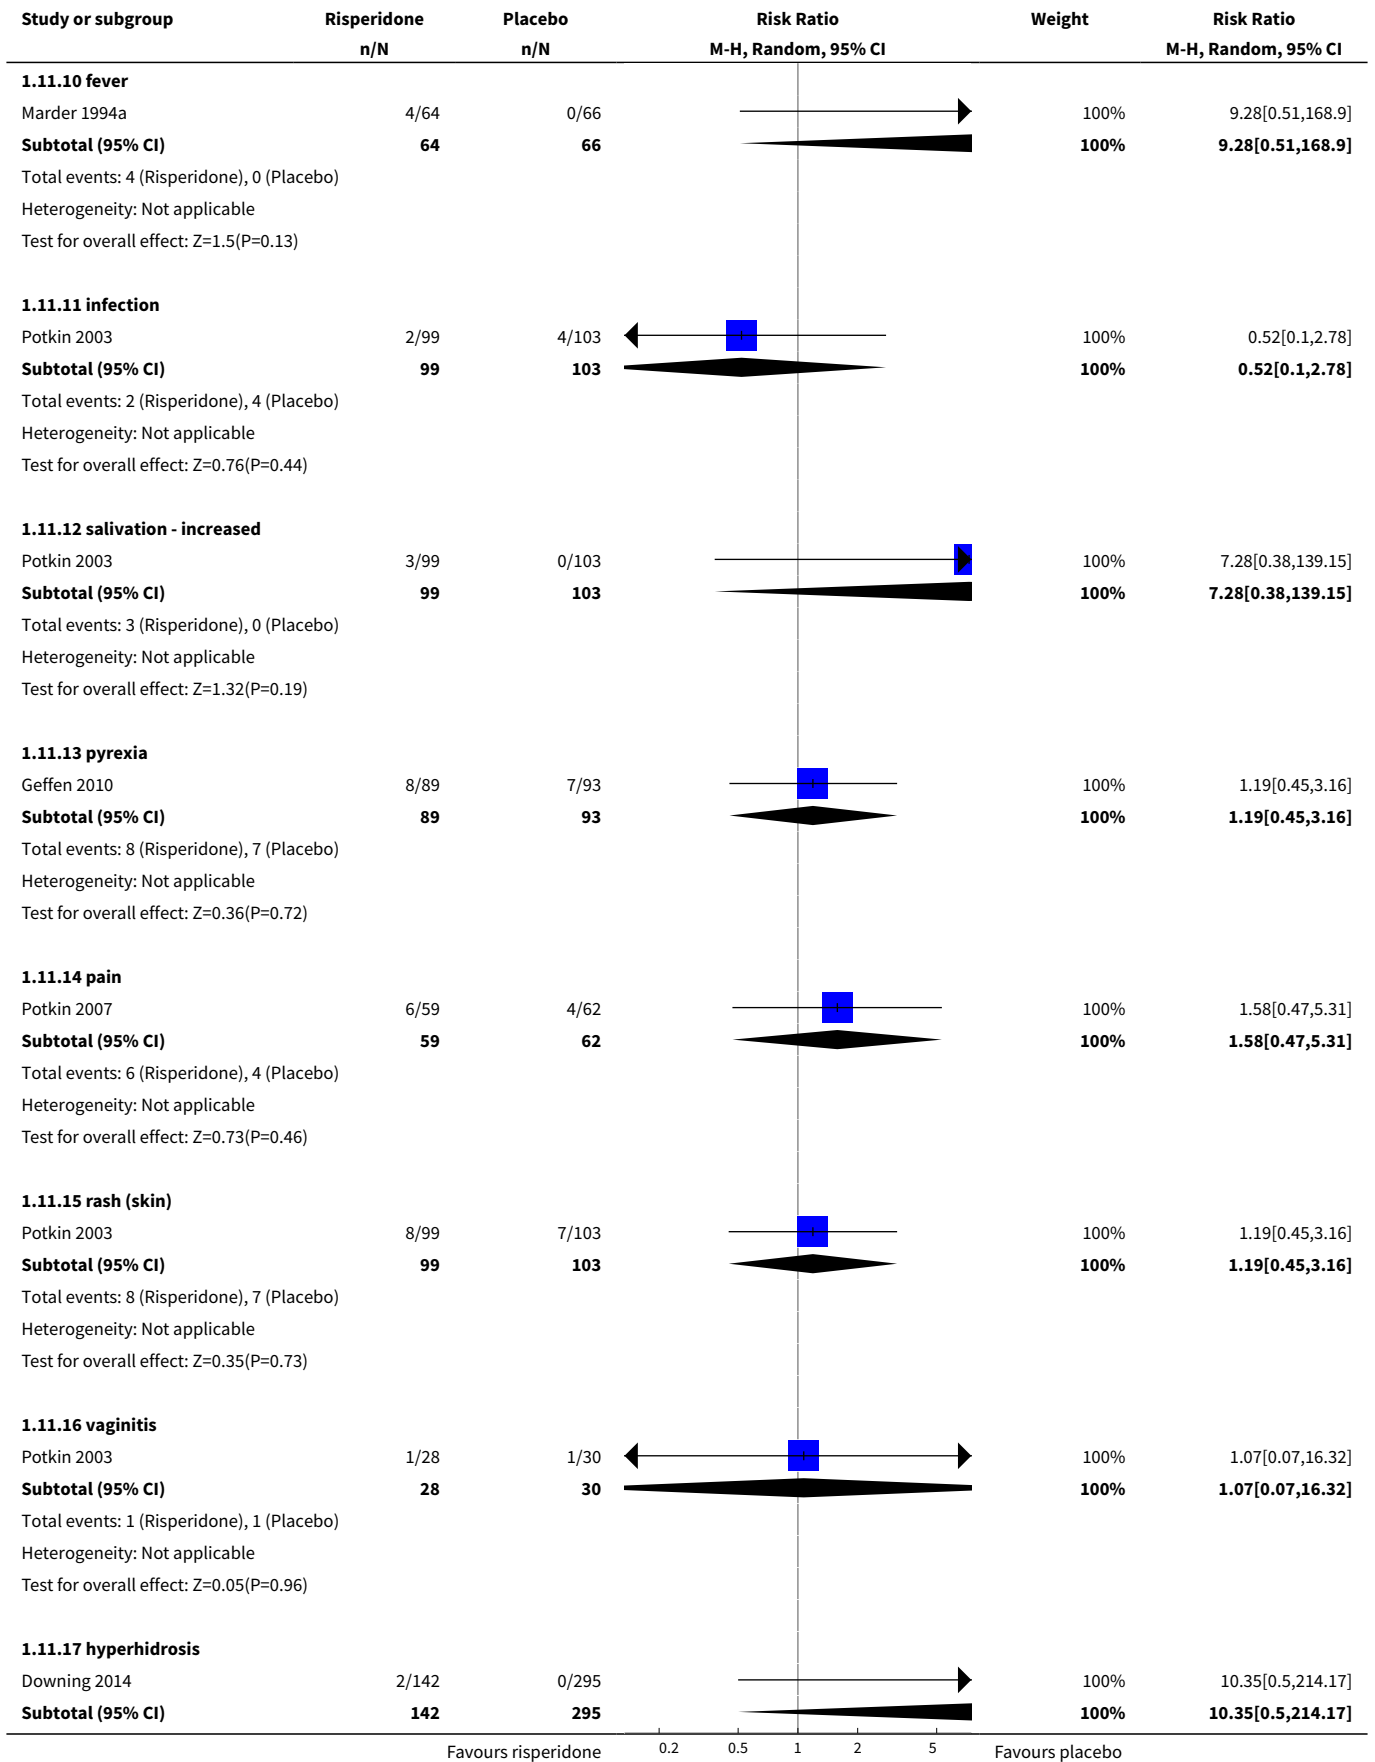 Study or subgroup Risperidone Placebo Risk Ratio Weight Risk Ratio
n/N n/N M-H, Random, 95% CI M-H, Random, 95% CI
1.11.10 fever
Marder 1994a 4/64 0/66 100% 9.28[0.51,168.9]
Subtotal (95% CI) 64 66 100% 9.28[0.51,168.9]
Total events: 4 (Risperidone), 0 (Placebo)
Heterogeneity: Not applicable
Test for overall effect: Z=1.5(P=0.13)
1.11.11 infection
Potkin 2003 2/99 4/103 100% 0.52[0.1,2.78]
Subtotal (95% CI) 99 103 100% 0.52[0.1,2.78]
Total events: 2 (Risperidone), 4 (Placebo)
Heterogeneity: Not applicable
Test for overall effect: Z=0.76(P=0.44)
1.11.12 salivation - increased
Potkin 2003 3/99 0/103 100% 7.28[0.38,139.15]
Subtotal (95% CI) 99 103 100% 7.28[0.38,139.15]
Total events: 3 (Risperidone), 0 (Placebo)
Heterogeneity: Not applicable
Test for overall effect: Z=1.32(P=0.19)
1.11.13 pyrexia
Geffen 2010 8/89 7/93 100% 1.19[0.45,3.16]
Subtotal (95% CI) 89 93 100% 1.19[0.45,3.16]
Total events: 8 (Risperidone), 7 (Placebo)
Heterogeneity: Not applicable
Test for overall effect: Z=0.36(P=0.72)
1.11.14 pain
Potkin 2007 6/59 4/62 100% 1.58[0.47,5.31]
Subtotal (95% CI) 59 62 100% 1.58[0.47,5.31]
Total events: 6 (Risperidone), 4 (Placebo)
Heterogeneity: Not applicable
Test for overall effect: Z=0.73(P=0.46)
1.11.15 rash (skin)
Potkin 2003 8/99 7/103 100% 1.19[0.45,3.16]
Subtotal (95% CI) 99 103 100% 1.19[0.45,3.16]
Total events: 8 (Risperidone), 7 (Placebo)
Heterogeneity: Not applicable
Test for overall effect: Z=0.35(P=0.73)
1.11.16 vaginitis
Potkin 2003 1/28 1/30 100% 1.07[0.07,16.32]
Subtotal (95% CI) 28 30 100% 1.07[0.07,16.32]
Total events: 1 (Risperidone), 1 (Placebo)
Heterogeneity: Not applicable
Test for overall effect: Z=0.05(P=0.96)
1.11.17 hyperhidrosis
Downing 2014 2/142 0/295 100% 10.35[0.5,214.17]
Subtotal (95% CI) 142 295 100% 10.35[0.5,214.17]
Favours risperidone 0.2 0.5 1 2 5 Favours placebo